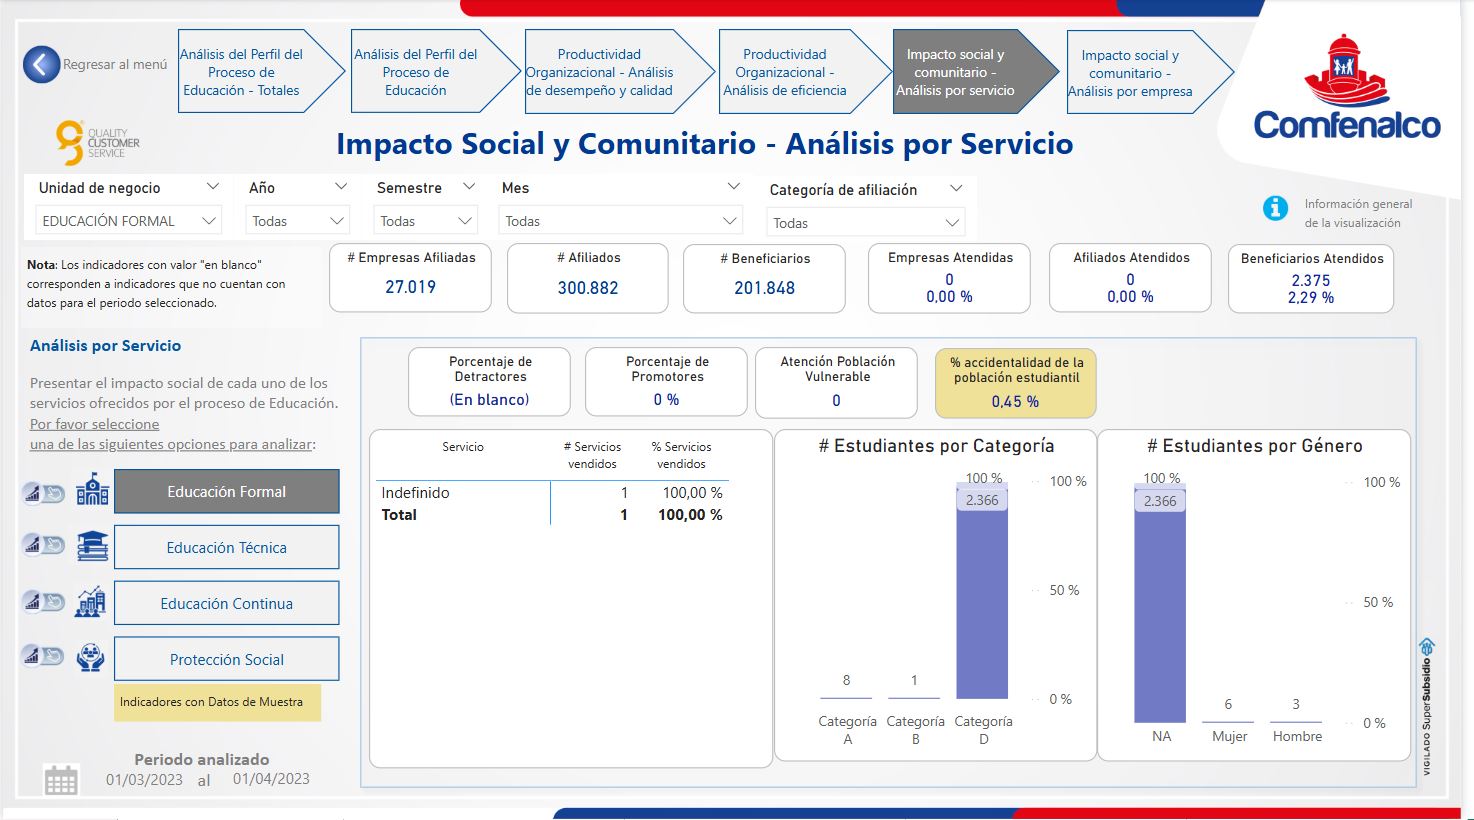 Regresar al menú
Análisis del Perfil del
Proceso de
Educación - Totales
Análisis del Perfil del
Proceso de
Educación
Productividad
Organizacional - Análisis
de desempeño y calidad
Productividad
Organizacional -
Análisis de eficiencia
Impacto social y
comunitario -
Análisis por servicio
Impacto social y
comunitario -
Análisis por empresa
Comfenalco
QUALITY
CUSTOMER
SERVICE
Impacto Social y Comunitario - Análisis por Servicio
Unidad de negocio
EDUCACIÓN FORMAL
Año
Todas
Semestre
Todas
Mes
Todas
Categoría de afiliación
Todas
Información general
de la visualización
Nota: Los indicadores con valor "en blanco"
corresponden a indicadores que no cuentan con
datos para el periodo seleccionado.
# Empresas Afiliadas
27.019
# Afiliados
300.882
# Beneficiarios
201.848
Empresas Atendidas
0
0,00 %
Afiliados Atendidos
0
0,00 %
Beneficiarios Atendidos
2.375
2,29 %
Análisis por Servicio
Presentar el impacto social de cada uno de los
servicios ofrecidos por el proceso de Educación.
Por favor seleccione
una de las siguientes opciones para analizar:
Educación Formal
Educación Técnica
Educación Continua
Protección Social
Indicadores con Datos de Muestra
Periodo analizado
01/03/2023 al 01/04/2023
Porcentaje de
Detractores
(En blanco)
Porcentaje de
Promotores
0 %
Atención Población
Vulnerable
0
% accidentalidad de la
población estudiantil
0,45 %
Servicio # Servicios vendidos % Servicios vendidos
Indefinido 1 100,00 %
Total 1 100,00 %
# Estudiantes por Categoría
100 %
2.366
100 %
50 %
0 %
8
1
Categoría
A
Categoría
B
Categoría
D
# Estudiantes por Género
100 %
2.366
100 %
50 %
0 %
6
3
NA
Mujer
Hombre
VIGILADO SuperSubsidio